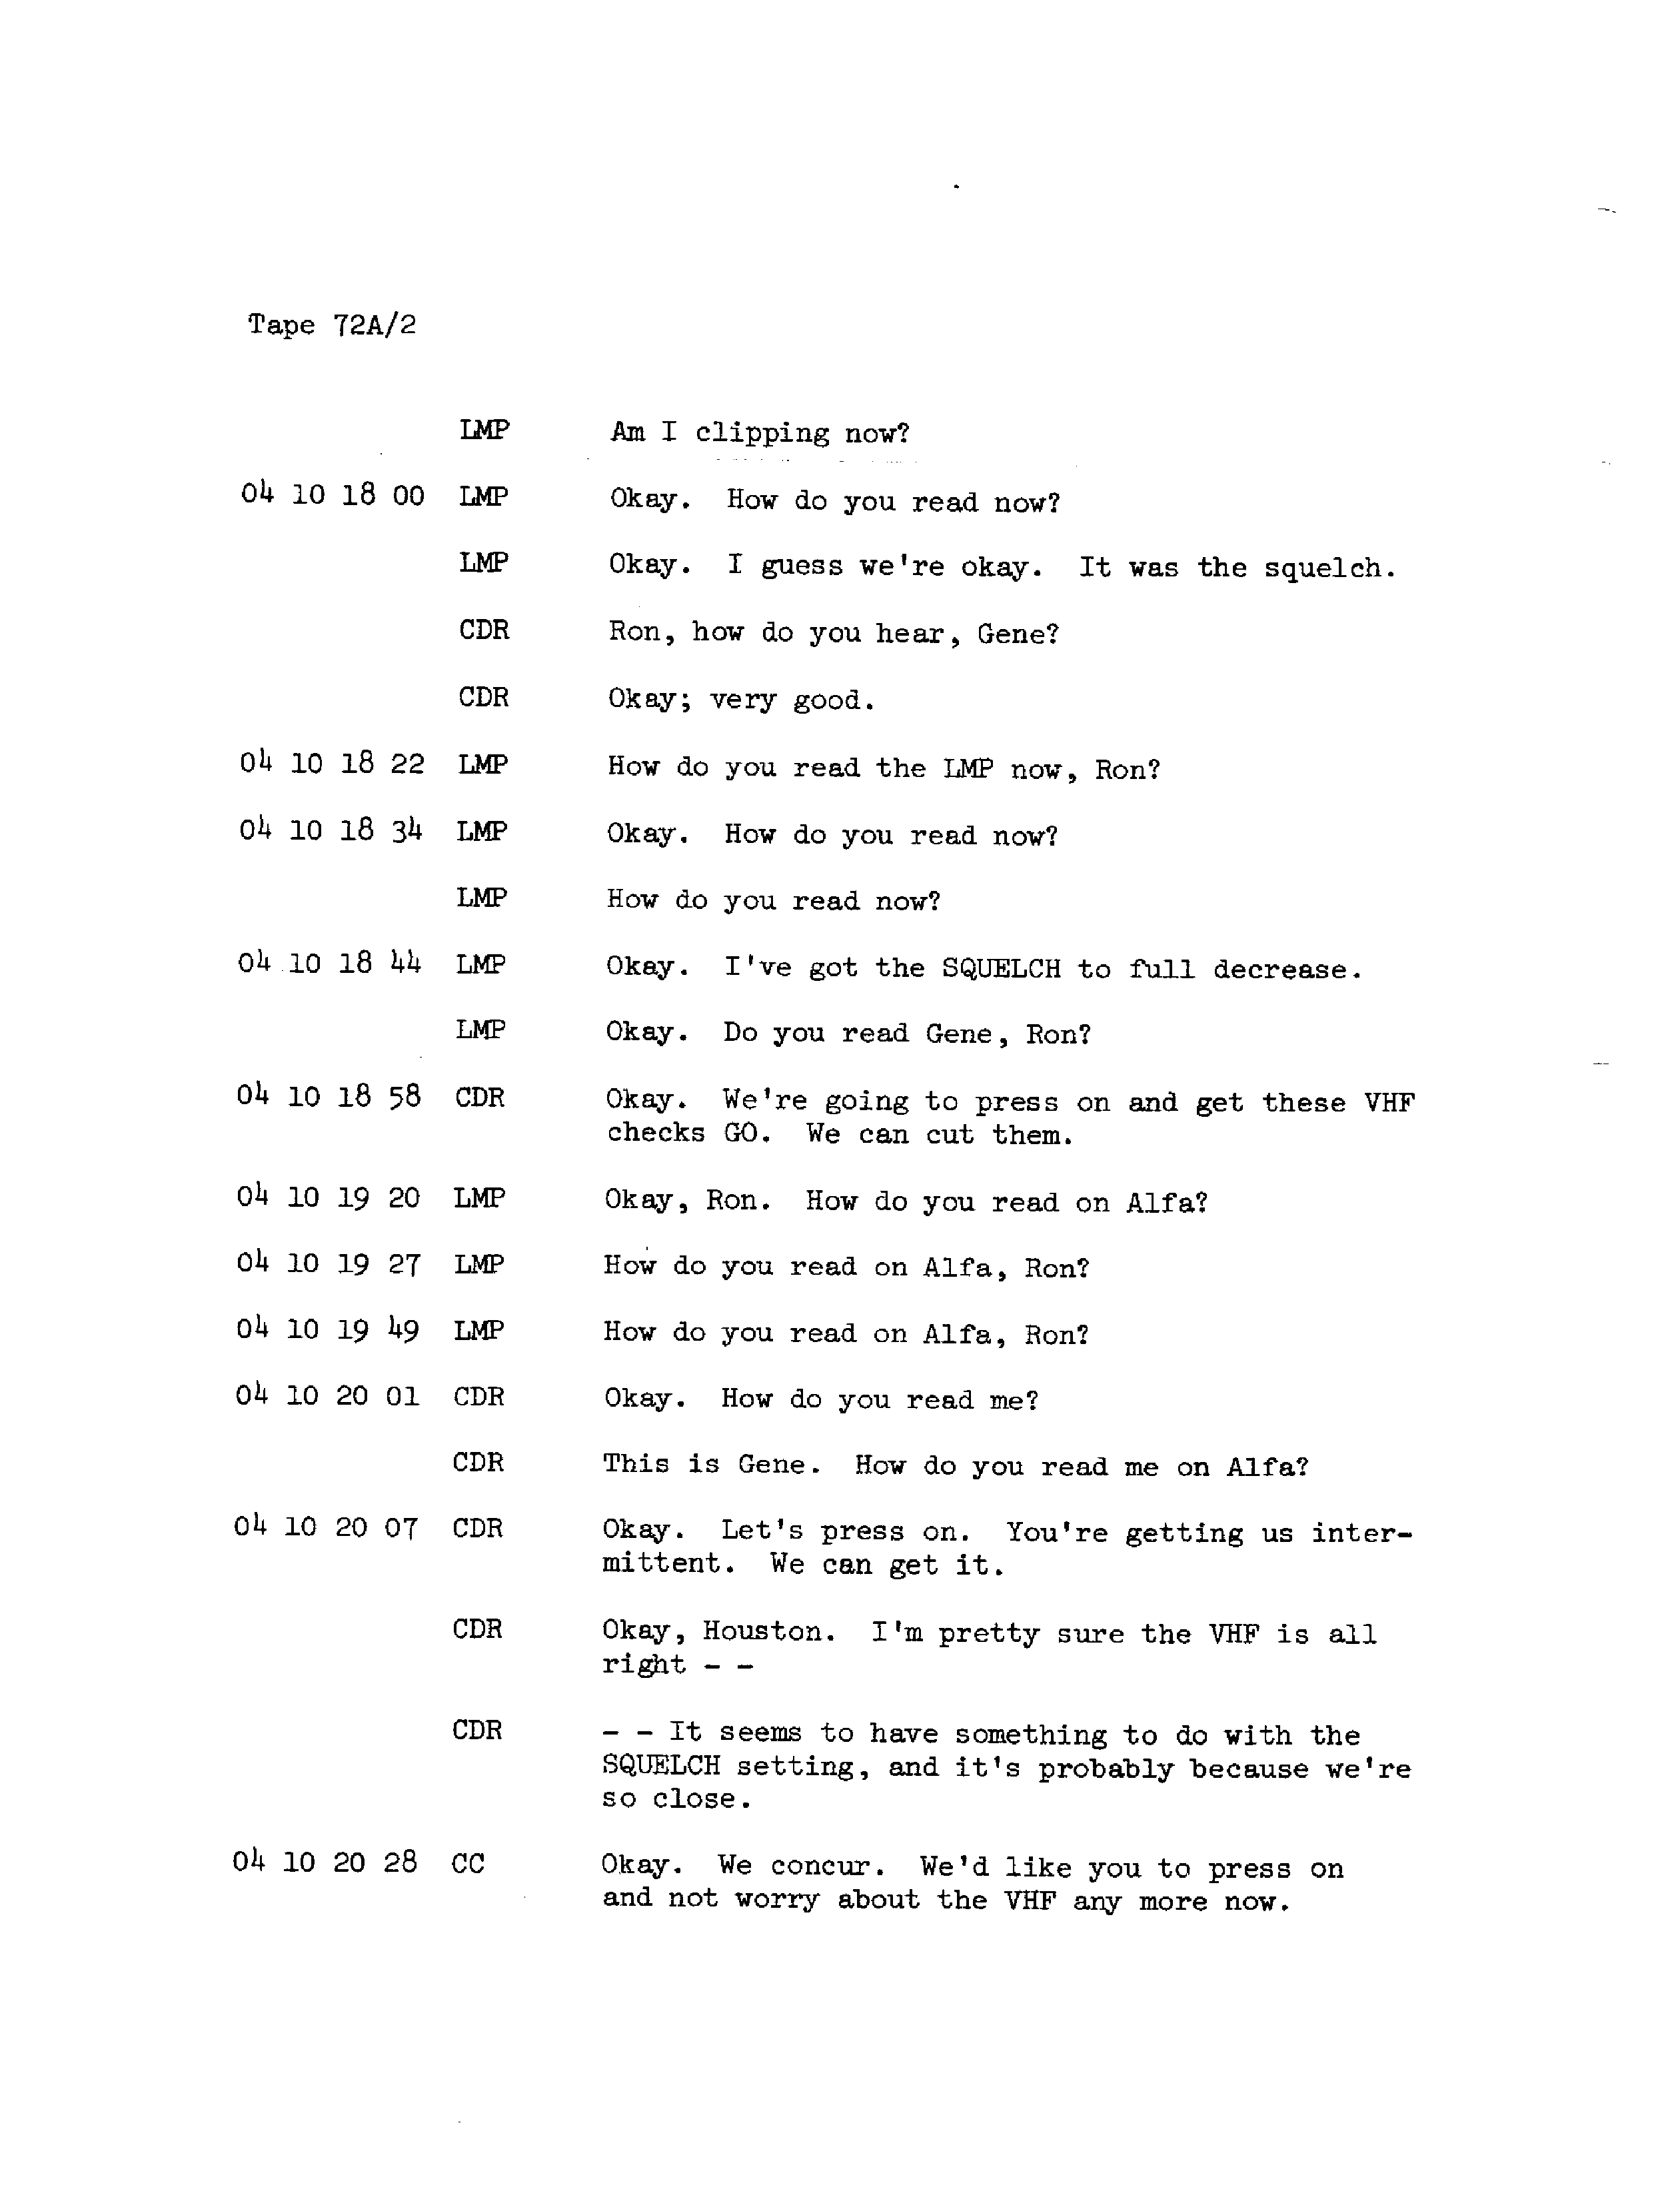 Tape 72A/2
LMP Am I clipping now?
04 10 18 00 LMP Okay. How do you read now?
LMP Okay. I guess we're okay. It was the squelch.
CDR Ron, how do you hear, Gene?
CDR Okay; very good.
04 10 18 22 LMP How do you read the LMP now, Ron?
04 10 18 34 LMP Okay. How do you read now?
LMP How do you read now?
04 10 18 44 LMP Okay. I've got the SQUELCH to full decrease.
LMP Okay. Do you read Gene, Ron?
04 10 18 58 CDR Okay. We're going to press on and get these VHF
checks GO. We can cut them.
04 10 19 20 LMP Okay, Ron. How do you read on Alfa?
04 10 19 27 LMP How do you read on Alfa, Ron?
04 10 19 49 LMP How do you read on Alfa, Ron?
04 10 20 01 CDR Okay. How do you read me?
CDR This is Gene. How do you read me on Alfa?
04 10 20 07 CDR Okay. Let's press on. You're getting us inter-
mittent. We can get it.
CDR Okay, Houston. I'm pretty sure the VHF is all
right - -
CDR - - It seems to have something to do with the
SQUELCH setting, and it's probably because we're
so close.
04 10 20 28 CC Okay. We concur. We'd like you to press on
and not worry about the VHF any more now.